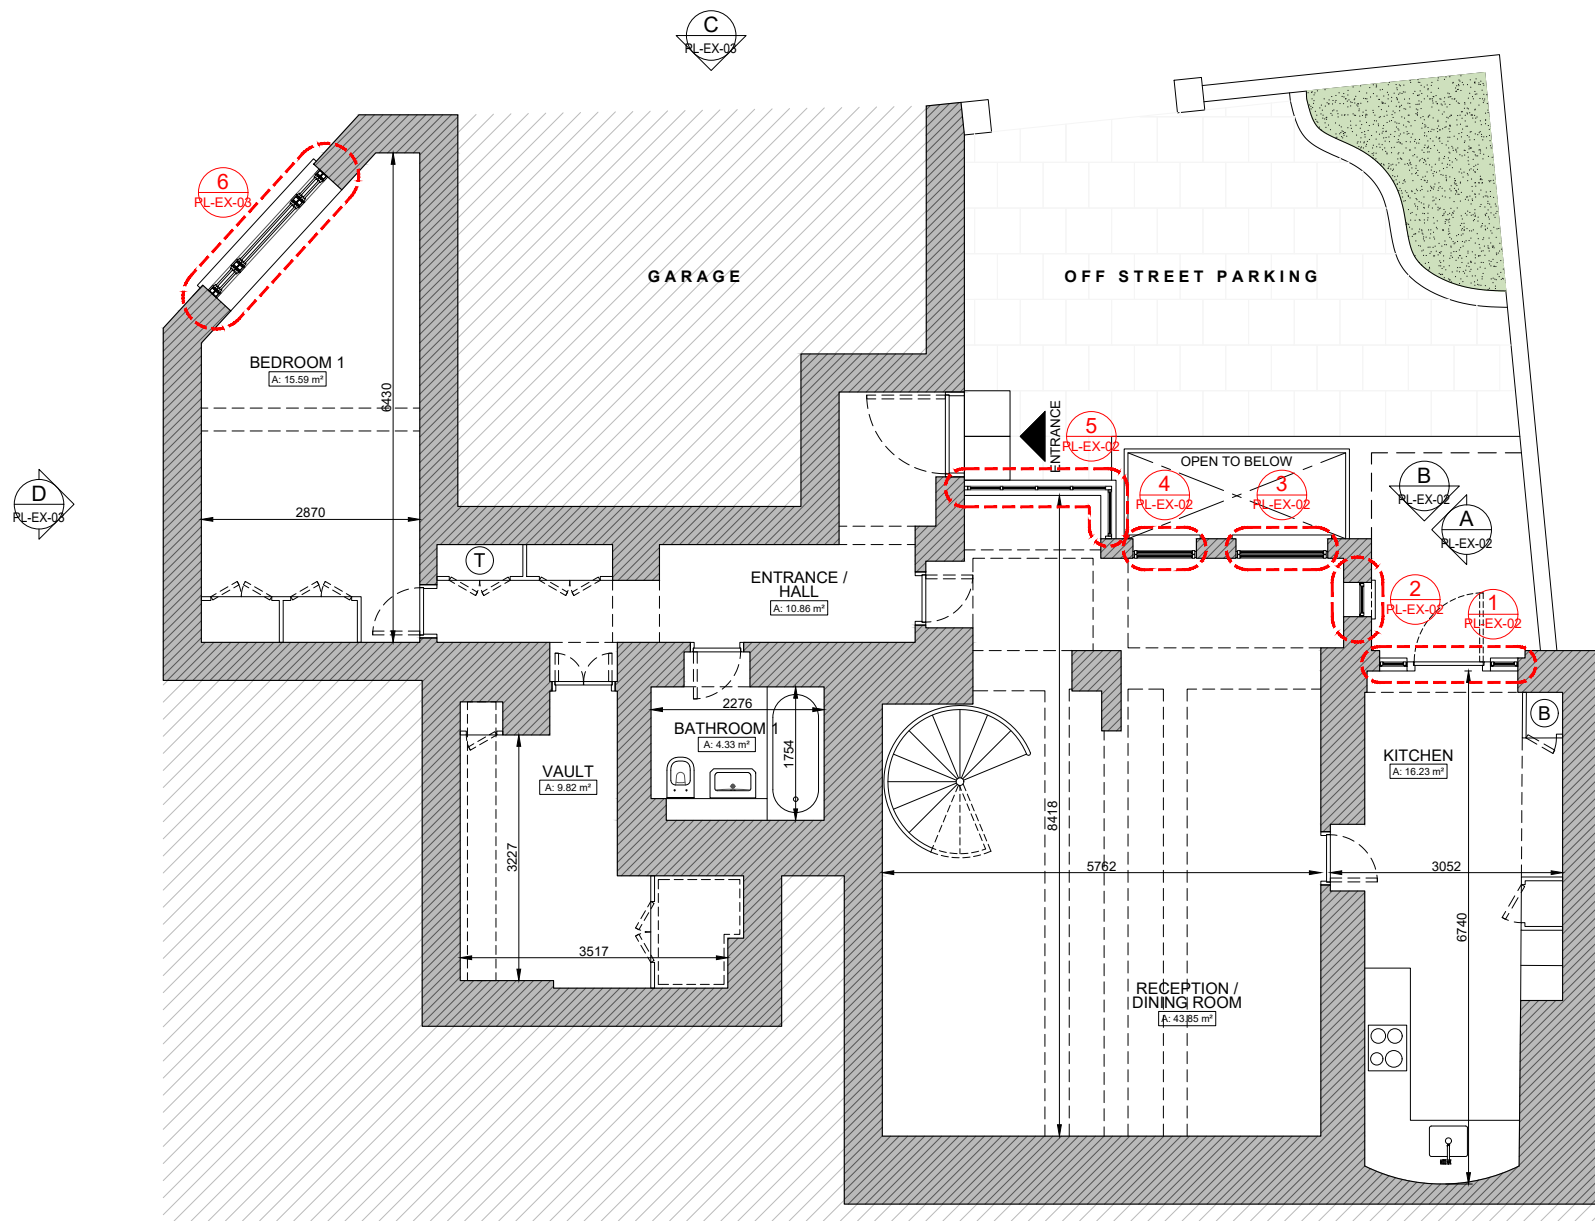 C
PL-EX-03
6
PL-EX-03
GARAGE
OFF STREET PARKING
BEDROOM 1
A: 15.59 m²
6430
ENTRANCE
5
PL-EX-02
OPEN TO BELOW
4
PL-EX-02
3
PL-EX-02
B
PL-EX-02
A
PL-EX-02
D
PL-EX-03
2870
T
ENTRANCE /
HALL
A: 10.86 m²
2
PL-EX-02
1
PL-EX-02
2276
BATHROOM 1
A: 4.33 m²
1754
B
VAULT
A: 9.82 m²
KITCHEN
A: 16.23 m²
3227
8418
5762
3052
6740
3517
RECEPTION /
DINING ROOM
A: 43.85 m²